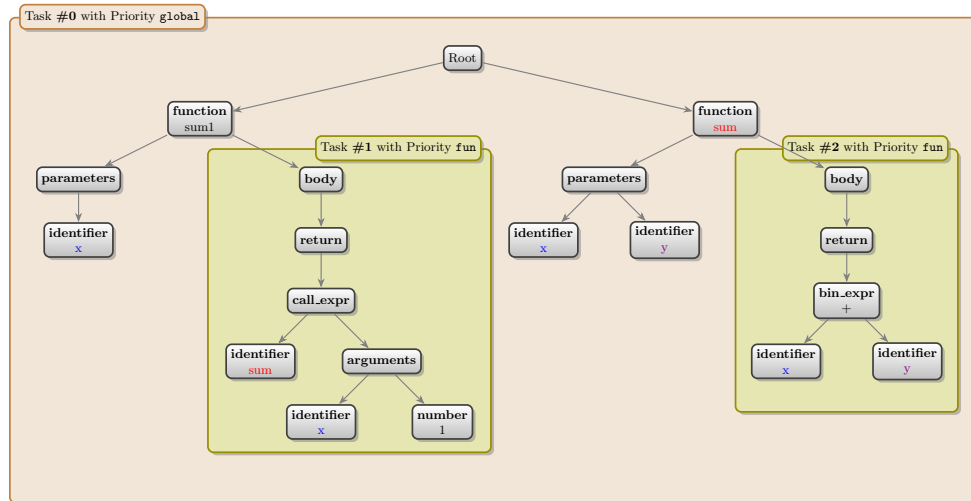 Task #0 with Priority global
Root
function
sum1
function
sum
Task #1 with Priority fun
Task #2 with Priority fun
parameters
body
parameters
body
identifier
x
return
identifier
x
identifier
y
return
call_expr
bin_expr
+
identifier
sum
arguments
identifier
x
identifier
y
identifier
x
number
1